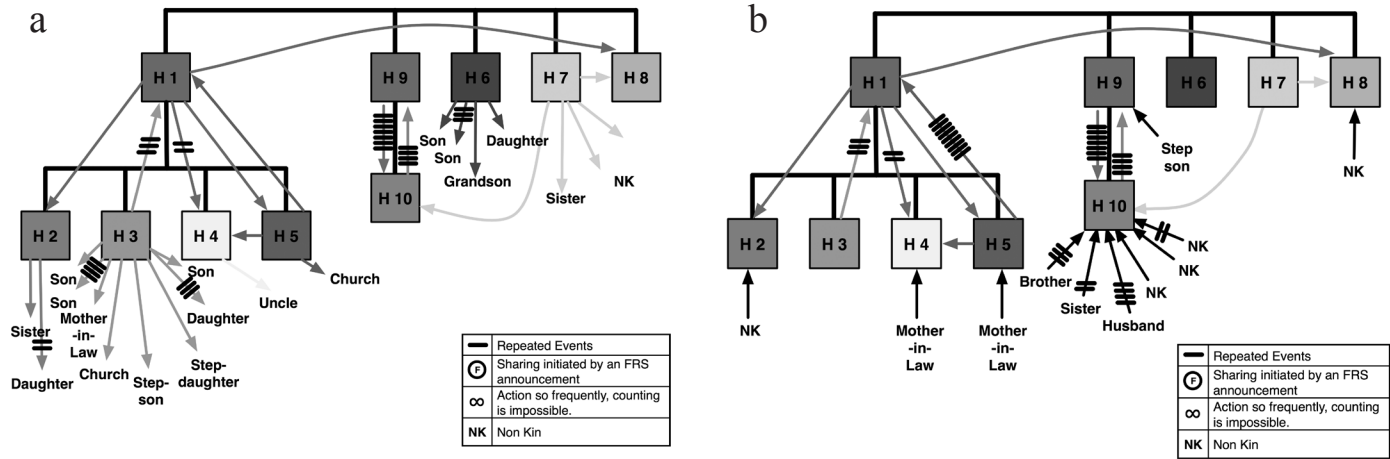 a
H 1
H 9
H 6
H 7
H 8
Son
Son
Daughter
Grandson
NK
Sister
H 10
H 2
H 3
H 4
H 5
Son
Son
Son
Church
Uncle
Sister
Mother
-in-
Law
Daughter
Daughter
Church
Step-
son
Step-
daughter
Repeated Events
F
Sharing initiated by an FRS
announcement
∞
Action so frequently, counting
is impossible.
NK
Non Kin
b
H 1
H 9
H 6
H 7
H 8
Step
son
NK
H 10
H 2
H 3
H 4
H 5
NK
Brother
Sister
Husband
NK
NK
NK
Mother
-in-
Law
Mother
-in-
Law
Repeated Events
F
Sharing initiated by an FRS
announcement
∞
Action so frequently, counting
is impossible.
NK
Non Kin